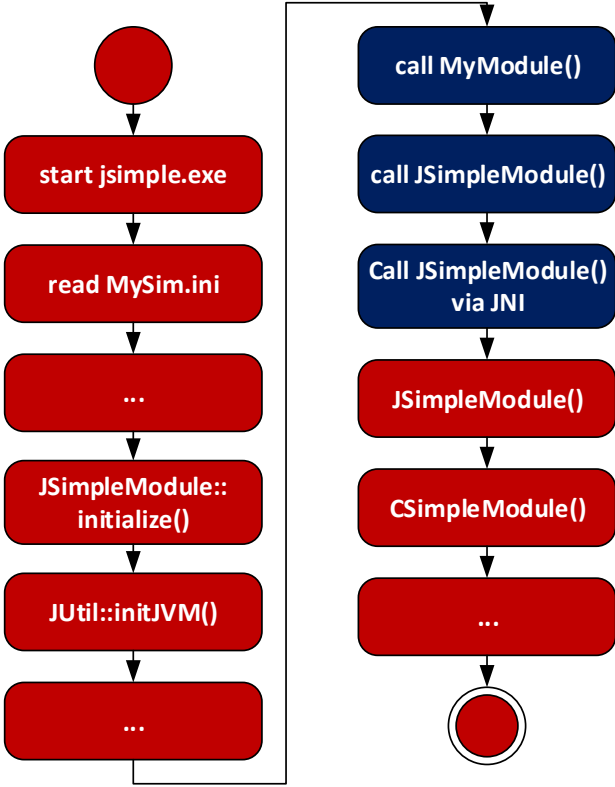 start jsimple.exe
read MySim.ini
...
JSimpleModule::
initialize()
JUtil::initJVM()
...
call MyModule()
call JSimpleModule()
Call JSimpleModule()
via JNI
JSimpleModule()
CSimpleModule()
...